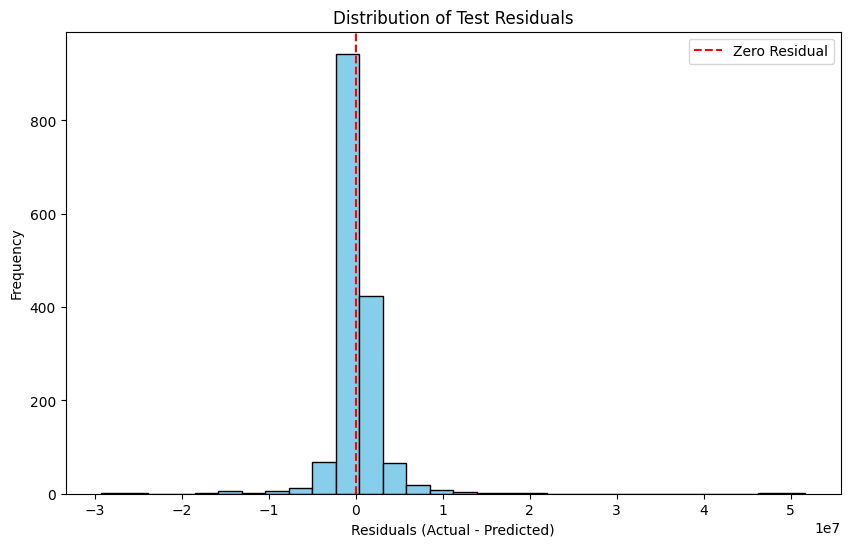 Distribution of Test Residuals
Zero Residual
800
600
400
200
0
Frequency
−3 −2 −1 0 1 2 3 4 5
1e7
Residuals (Actual - Predicted)